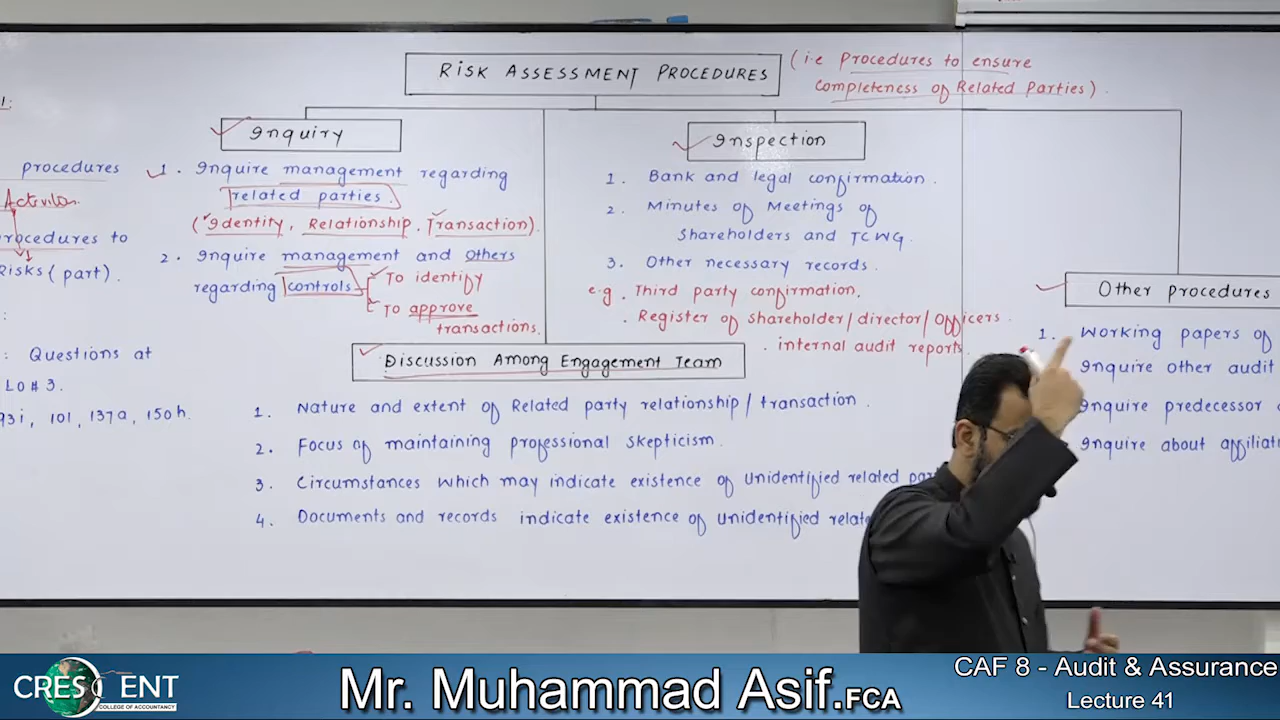 RISK ASSESSMENT PROCEDURES
(i.e Procedures to ensure
completeness of Related Parties).
Inquiry
1. Inquire management regarding
related parties.
(Identity, Relationship. Transaction).
2. Inquire management and others
regarding controls
To identify
To approve
transactions.
Inspection
1. Bank and legal confirmation.
2. Minutes of Meetings of
Shareholders and TCWG.
3. Other necessary records.
e.g. Third party confirmation.
. Register of shareholder/director/Officers.
. internal audit reports.
Discussion Among Engagement Team
1. Nature and extent of Related party relationship/transaction.
2. Focus of maintaining professional skepticism.
3. Circumstances which may indicate existence of unidentified related
4. Documents and records indicate existence of unidentified
Other procedures
1. Working papers of
Inquire other audit
Inquire predecessor
Inquire about
procedures
procedures to
Risks (part).
: Questions at
LO # 3.
93i, 101, 137a, 150h.
CRESCENT
COLLEGE OF ACCOUNTANCY
Mr. Muhammad Asif.FCA
CAF 8 - Audit & Assurance
Lecture 41